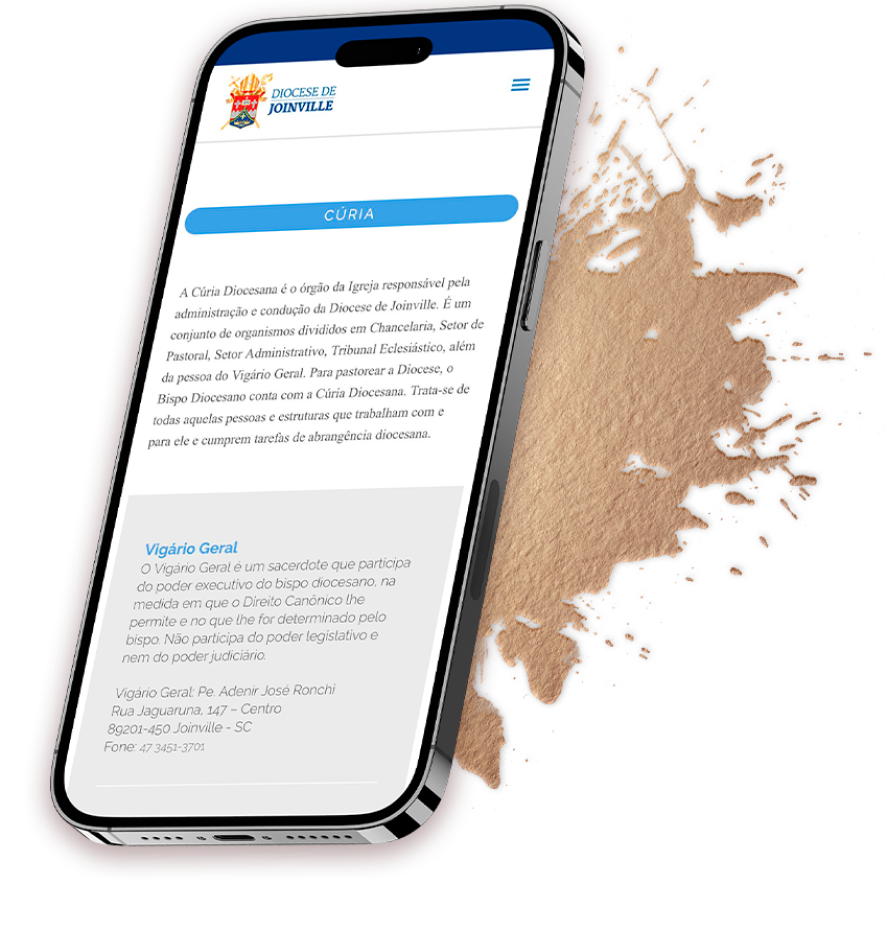 DIOCESE DE
JOINVILLE
CÚRIA
A Cúria Diocesana é o órgão da Igreja responsável pela
administração e condução da Diocese de Joinville. É um
conjunto de organismos divididos em Chancelaria, Setor de
Pastoral, Setor Administrativo, Tribunal Eclesiástico, além
da pessoa do Vigário Geral. Para pastorear a Diocese, o
Bispo Diocesano conta com a Cúria Diocesana. Trata-se de
todas aquelas pessoas e estruturas que trabalham com e
para ele e cumprem tarefas de abrangência diocesana.
Vigário Geral
O Vigário Geral é um sacerdote que participa
do poder executivo do bispo diocesano, na
medida em que o Direito Canônico lhe
permite e no que lhe for determinado pelo
bispo. Não participa do poder legislativo e
nem do poder judiciário.
Vigário Geral: Pe. Adenir José Ronchi
Rua Jaguaruna, 147 – Centro
89201-450 Joinville - SC
Fone: 47 3451-3701